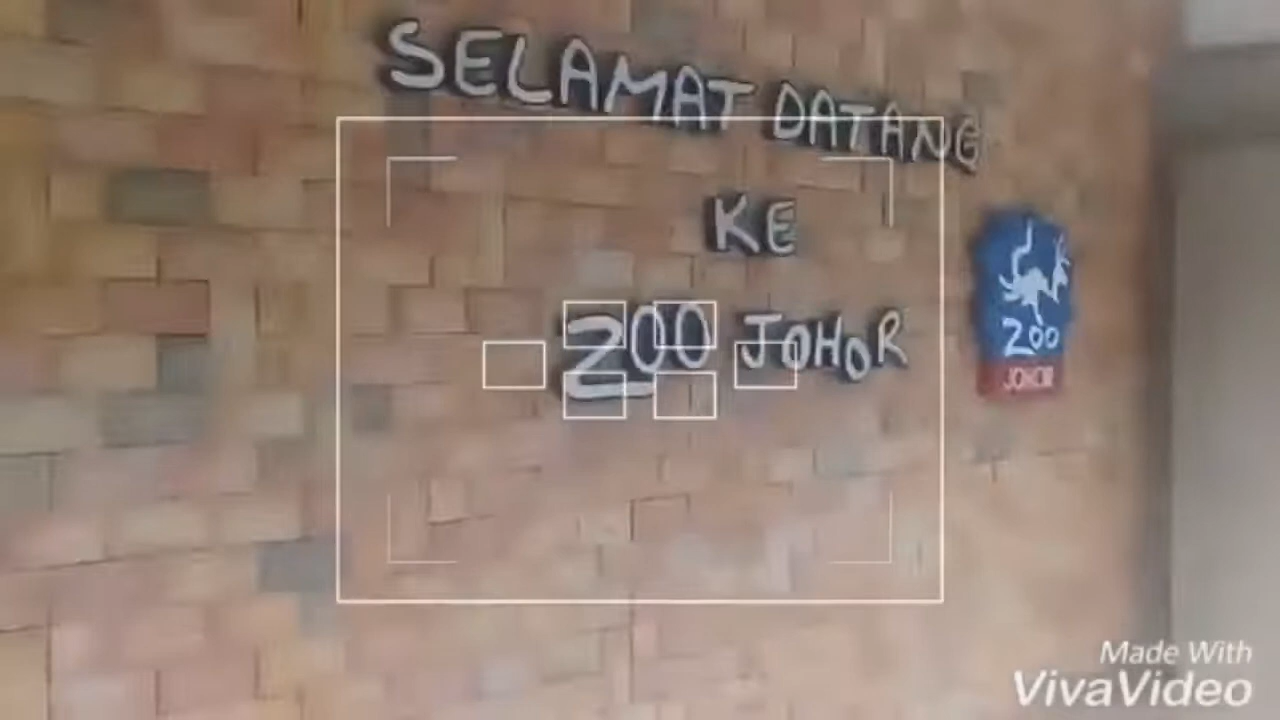 SELAMAT DATANG
KE
ZOO JOHOR
ZOO
JOHOR
Made With
VivaVideo